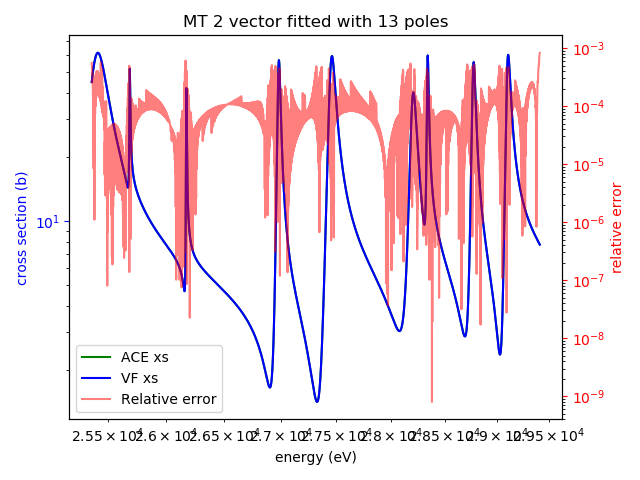 MT 2 vector fitted with 13 poles
cross section (b)
10¹
ACE xs
VF xs
Relative error
2.55×10⁴ 2.6×10⁴ 2.65×10⁴ 2.7×10⁴ 2.75×10⁴ 2.8×10⁴ 2.85×10⁴ 2.9×10⁴ 2.95×10⁴
energy (eV)
10⁻³
10⁻⁴
10⁻⁵
10⁻⁶
10⁻⁷
10⁻⁸
10⁻⁹
relative error